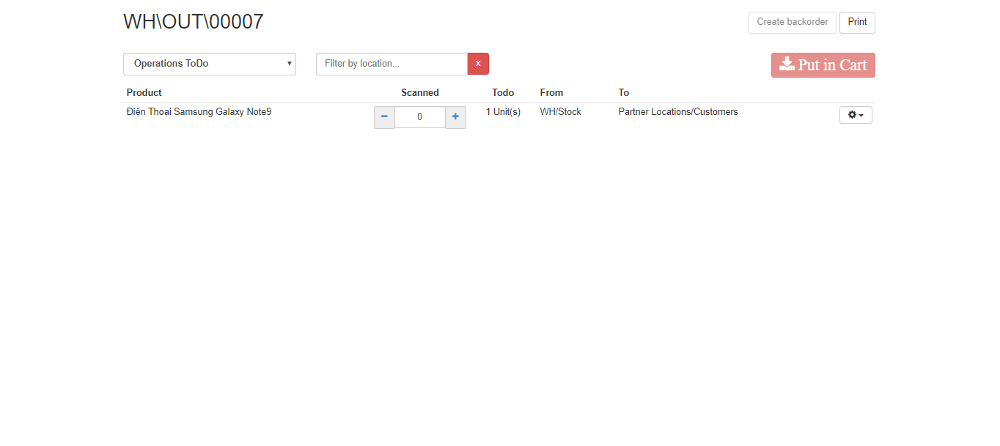 WH\OUT\00007
Create backorder Print
Operations ToDo Filter by location... x Put in Cart
Product Scanned Todo From To
Điện Thoại Samsung Galaxy Note9 0 1 Unit(s) WH/Stock Partner Locations/Customers